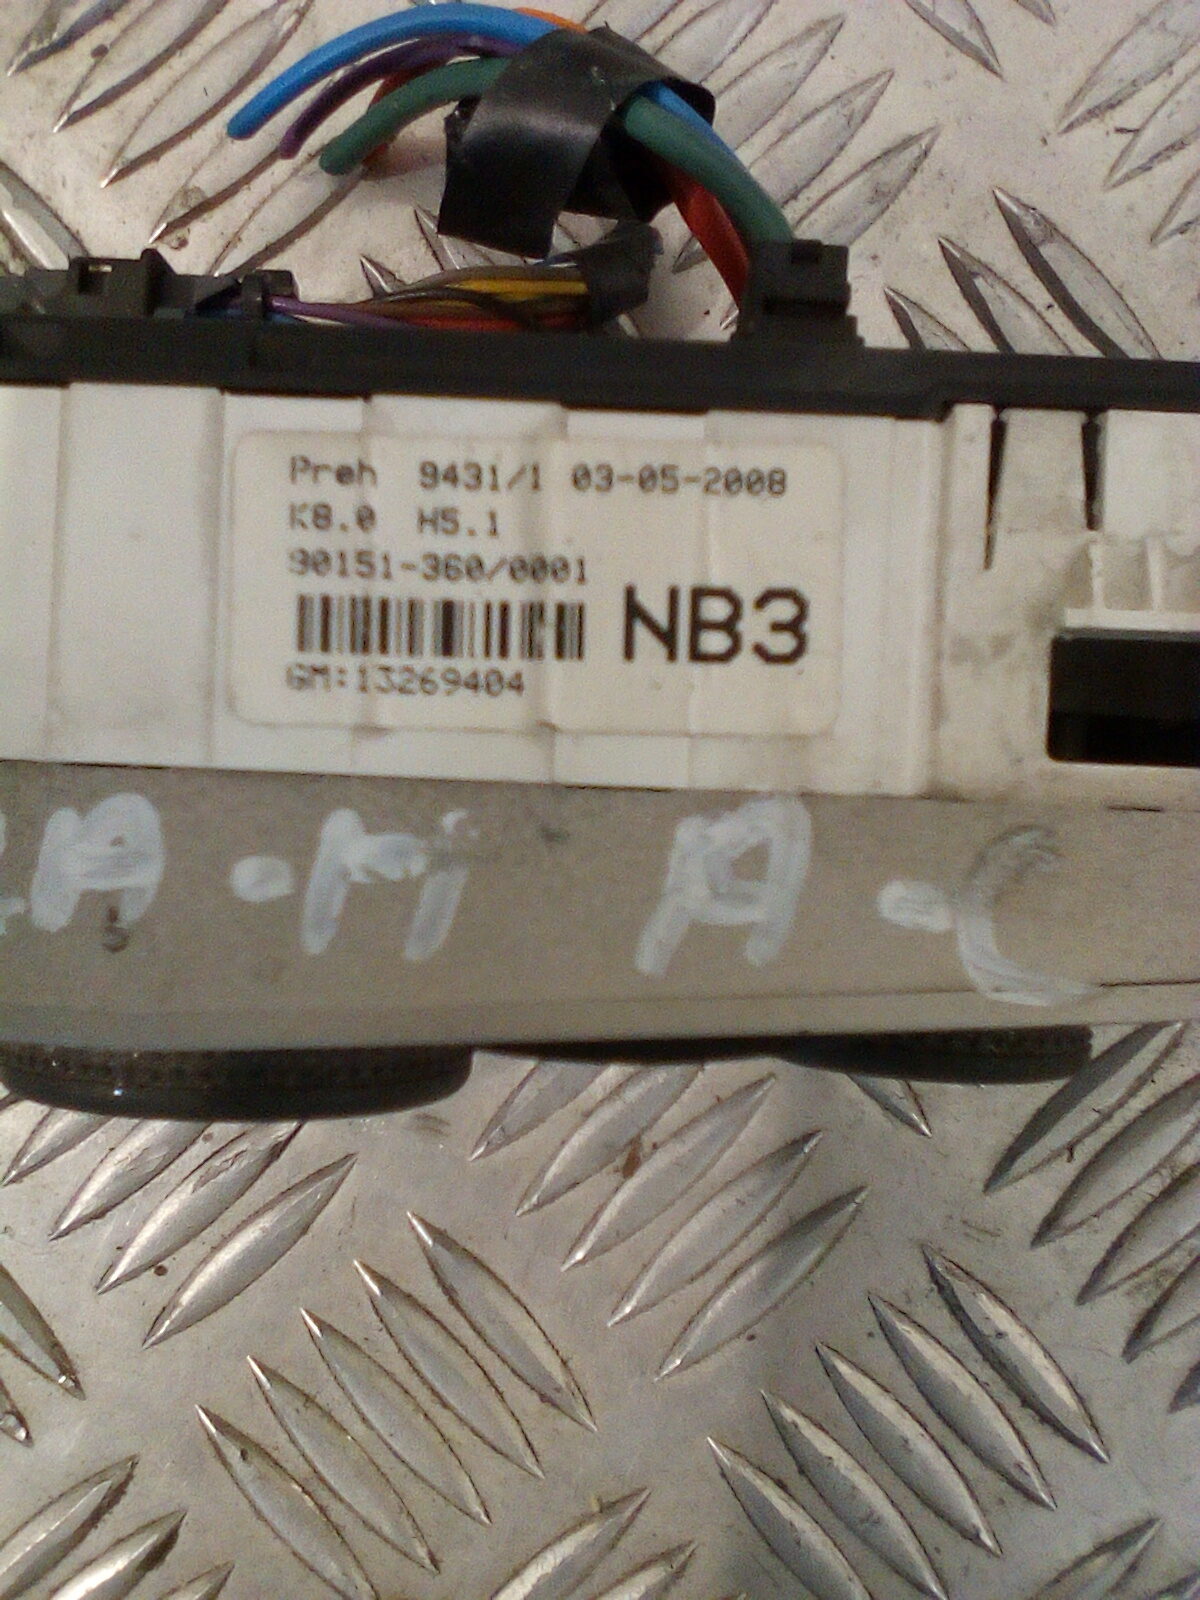 Preh 9431/1 03-05-2008
K8.0 H5.1
90151-360/0001
NB3
GM:13269404